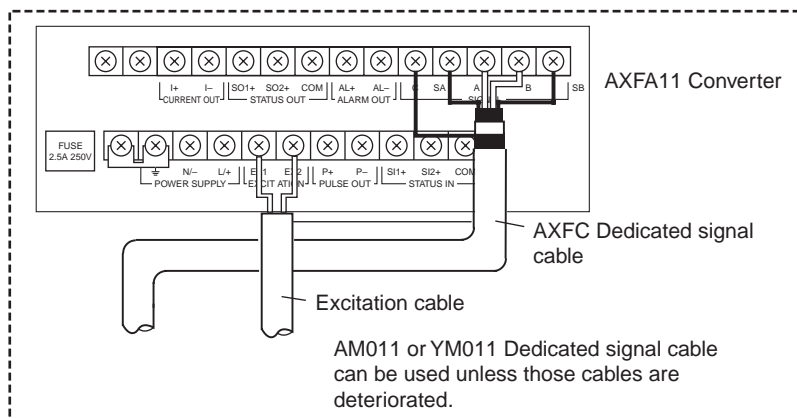 AXFA11 Converter
I+ I– SO1+ SO2+ COM AL+ AL– C SA A B SB
CURRENT OUT STATUS OUT ALARM OUT
FUSE
2.5A 250V
N/– L/+ EX1 EX2 P+ P– SI1+ SI2+ COM
POWER SUPPLY EXCITATION PULSE OUT STATUS IN
AXFC Dedicated signal
cable
Excitation cable
AM011 or YM011 Dedicated signal cable
can be used unless those cables are
deteriorated.